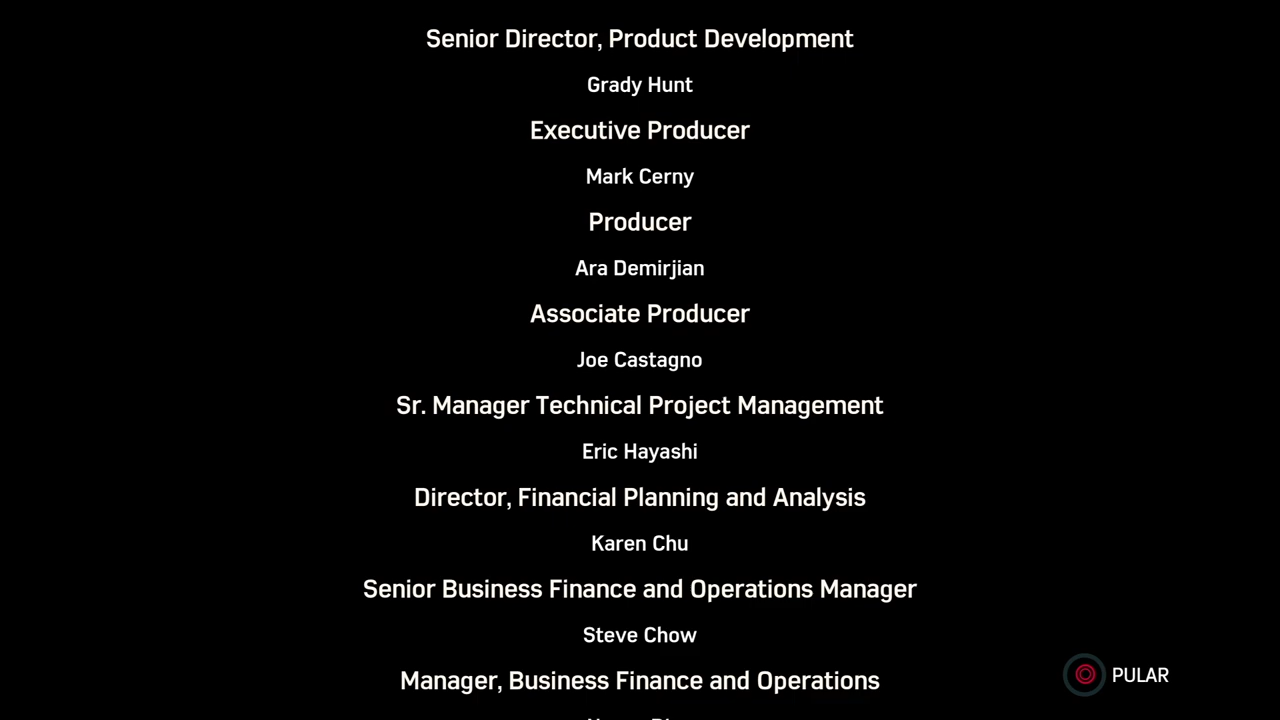 Senior Director, Product Development
Grady Hunt
Executive Producer
Mark Cerny
Producer
Ara Demirjian
Associate Producer
Joe Castagno
Sr. Manager Technical Project Management
Eric Hayashi
Director, Financial Planning and Analysis
Karen Chu
Senior Business Finance and Operations Manager
Steve Chow
PULAR
Manager, Business Finance and Operations